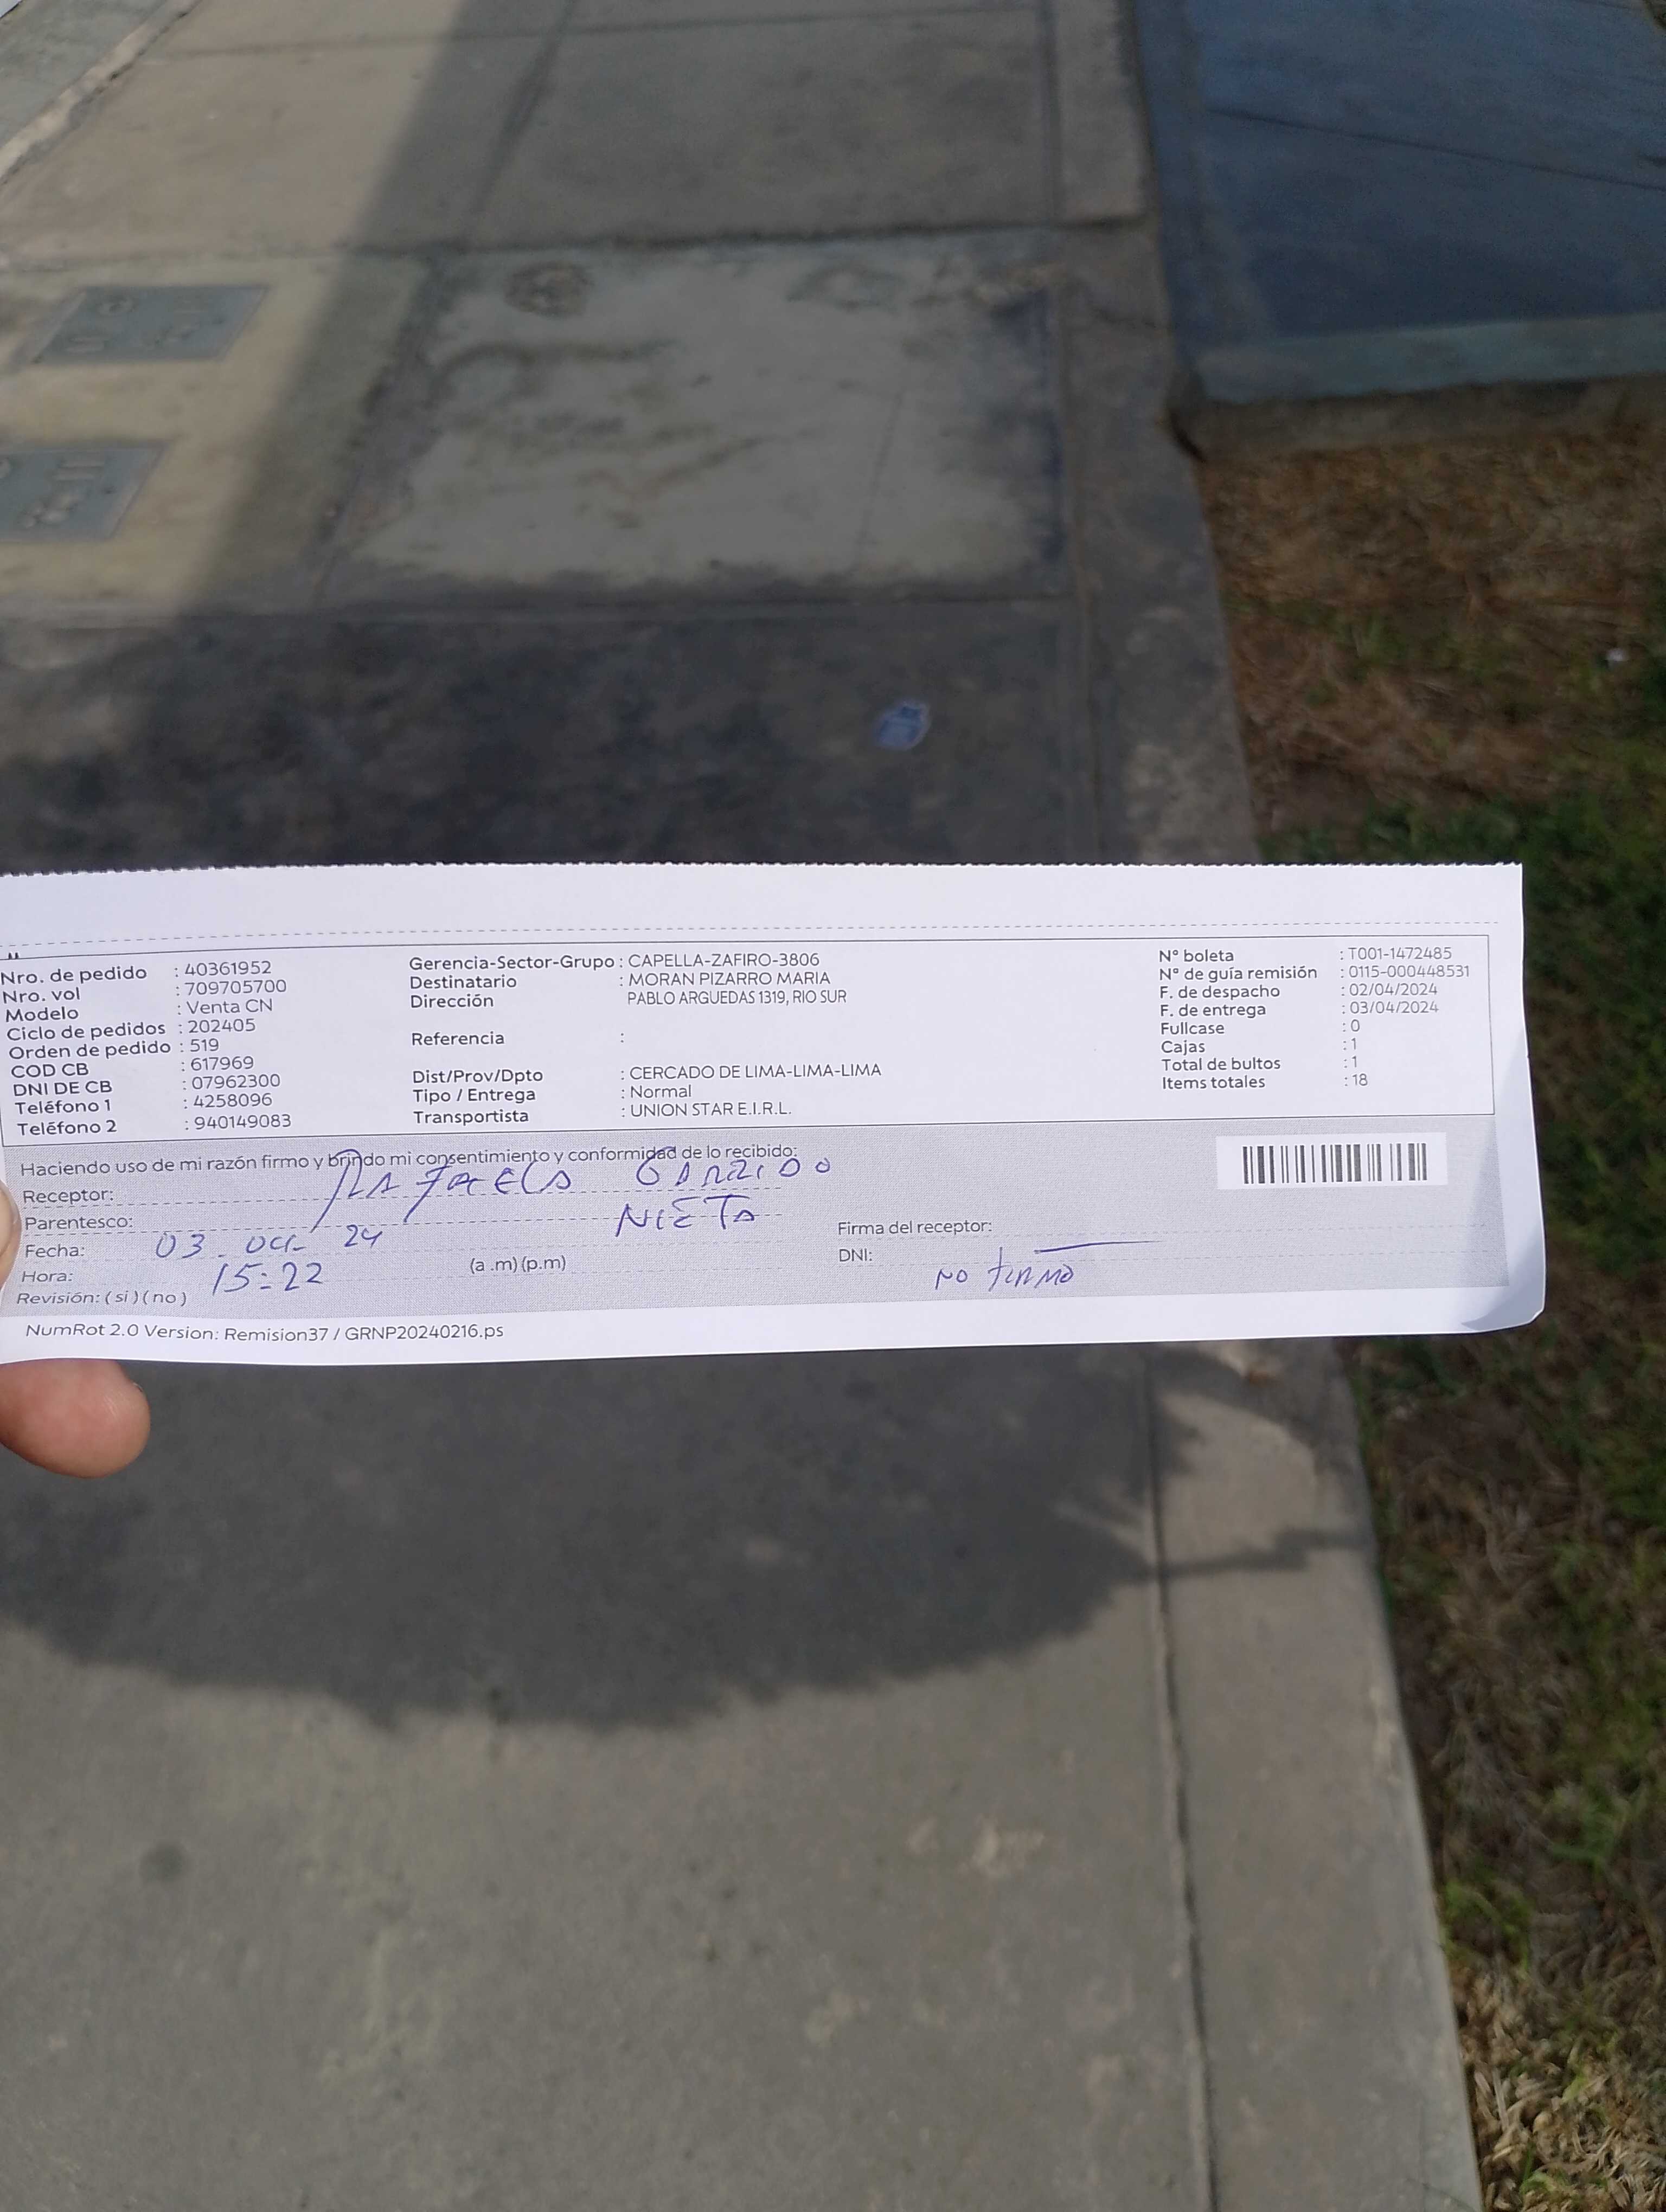 Nro. de pedido : 40361952
Nro. vol : 709705700
Modelo : Venta CN
Ciclo de pedidos : 202405
Orden de pedido : 519
COD CB : 617969
DNI DE CB : 07962300
Teléfono 1 : 4258096
Teléfono 2 : 940149083
Gerencia-Sector-Grupo : CAPELLA-ZAFIRO-3806
Destinatario : MORAN PIZARRO MARIA
Dirección PABLO ARGUEDAS 1319, RIO SUR
Referencia :
Dist/Prov/Dpto : CERCADO DE LIMA-LIMA-LIMA
Tipo / Entrega : Normal
Transportista : UNION STAR E.I.R.L.
N° boleta : T001-1472485
N° de guía remisión : 0115-000448531
F. de despacho : 02/04/2024
F. de entrega : 03/04/2024
Fullcase : 0
Cajas : 1
Total de bultos : 1
Items totales : 18
Haciendo uso de mi razón firmo y brindo mi consentimiento y conformidad de lo recibido:
Receptor:
Parentesco: NIETA
Fecha: 03 24
Hora: 15:22 (a .m) (p.m)
Revisión: ( si ) ( no )
Firma del receptor:
DNI:
NO FIRMO
NumRot 2.0 Version: Remision37 / GRNP20240216.ps